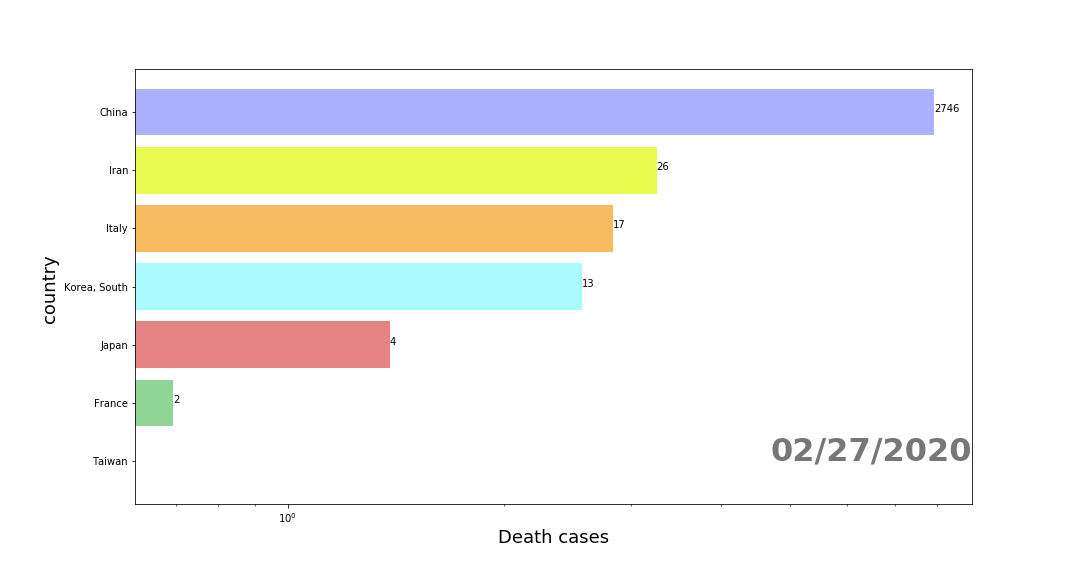 China 2746
Iran 26
Italy 17
Korea, South 13
Japan 4
France 2
Taiwan
02/27/2020
10⁰
Death cases
country